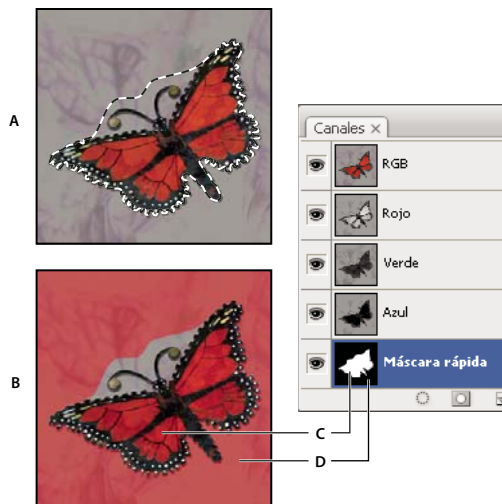 A
Canales ×
RGB
Rojo
Verde
Azul
B
Máscara rápida
C
D